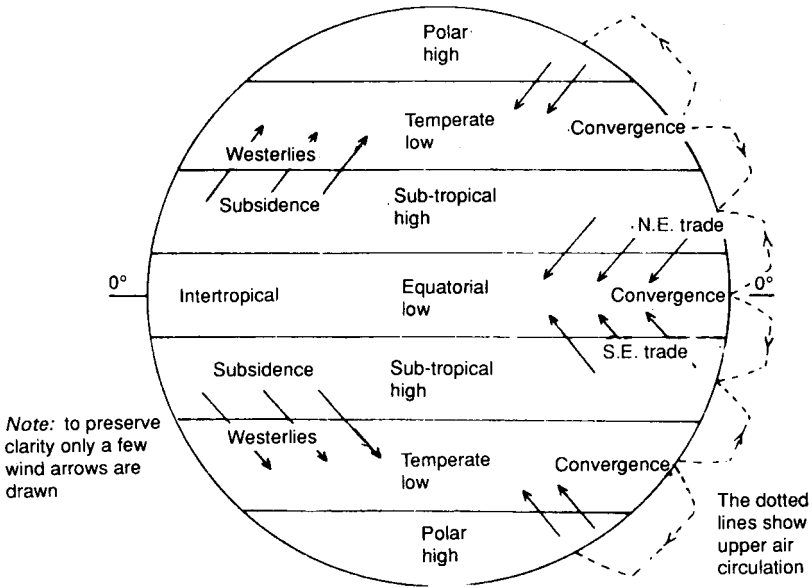 Polar
high
Temperate
low
Convergence
Westerlies
Subsidence
Sub-tropical
high
N.E. trade
0°
Intertropical
Equatorial
low
Convergence
0°
S.E. trade
Subsidence
Sub-tropical
high
Note: to preserve
clarity only a few
wind arrows are
drawn
Westerlies
Temperate
low
Convergence
Polar
high
The dotted
lines show
upper air
circulation